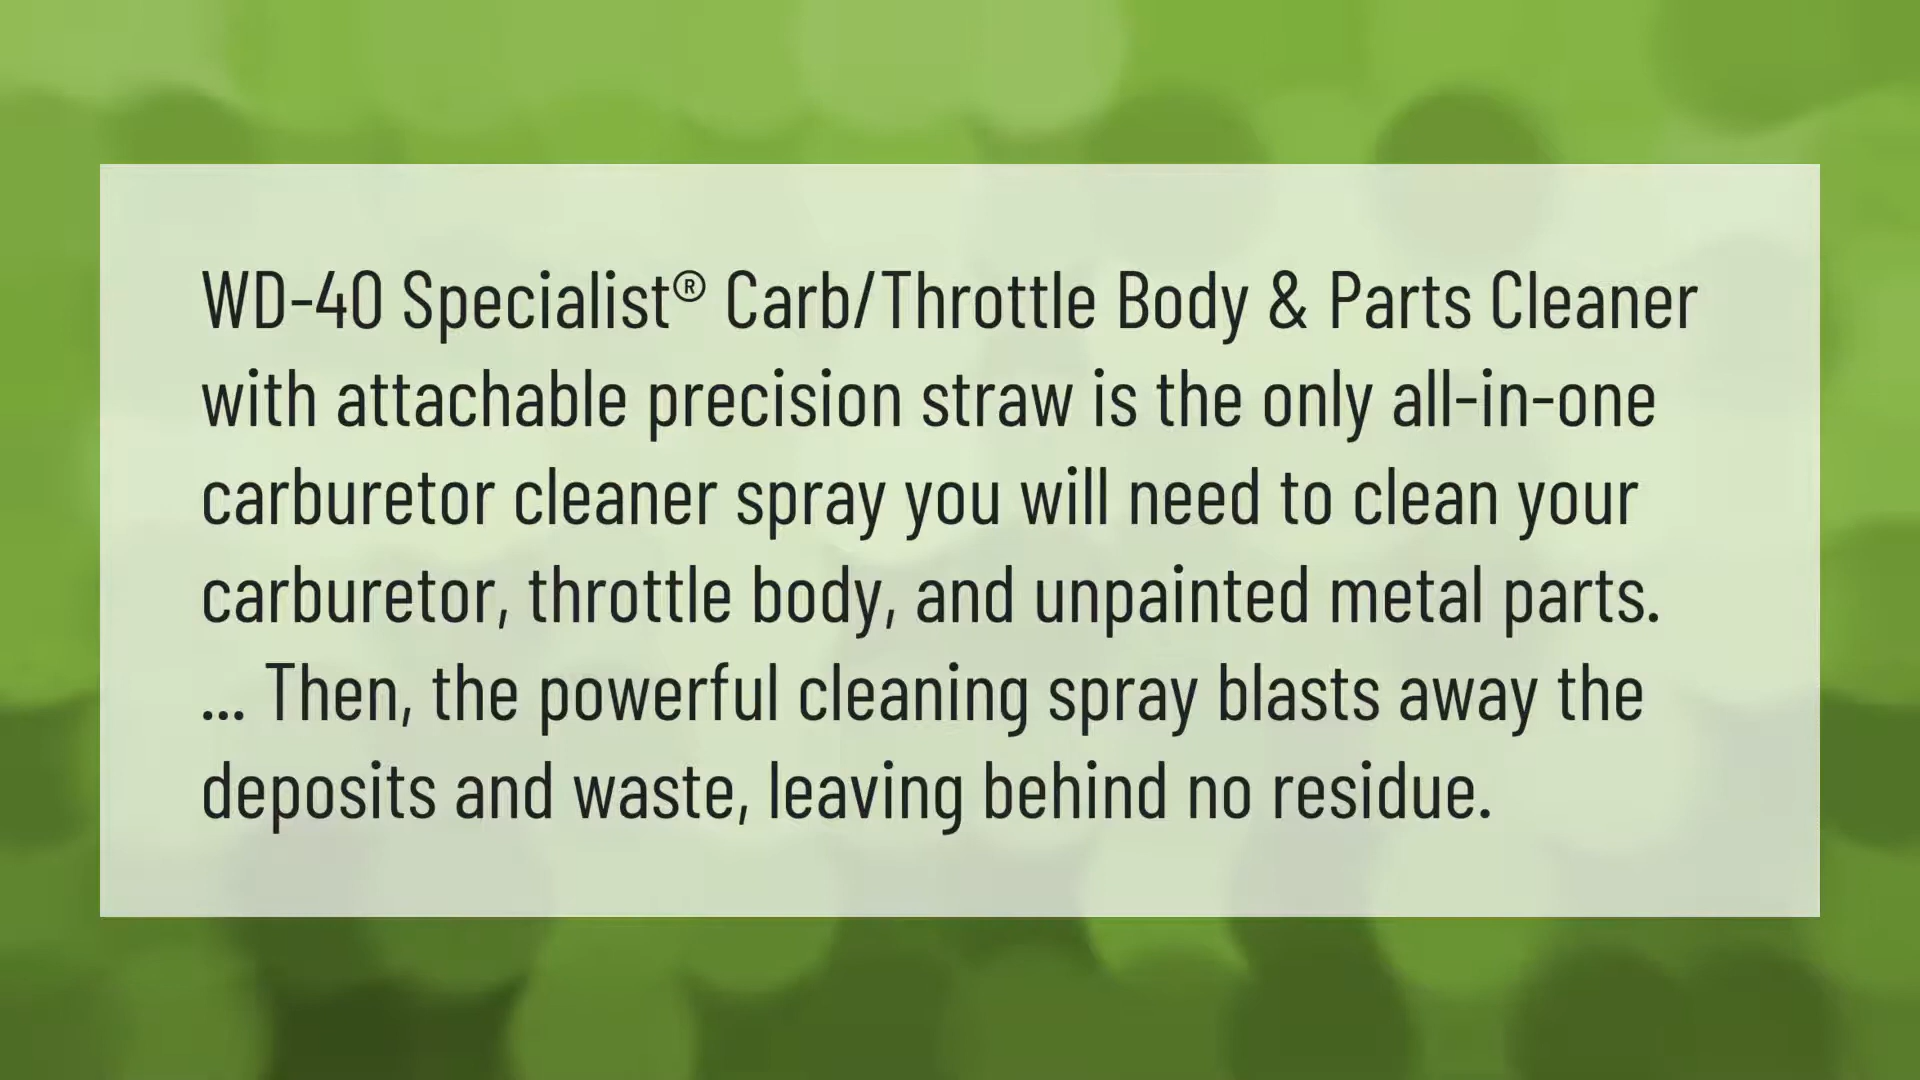 WD-40 Specialist® Carb/Throttle Body & Parts Cleaner
with attachable precision straw is the only all-in-one
carburetor cleaner spray you will need to clean your
carburetor, throttle body, and unpainted metal parts.
... Then, the powerful cleaning spray blasts away the
deposits and waste, leaving behind no residue.